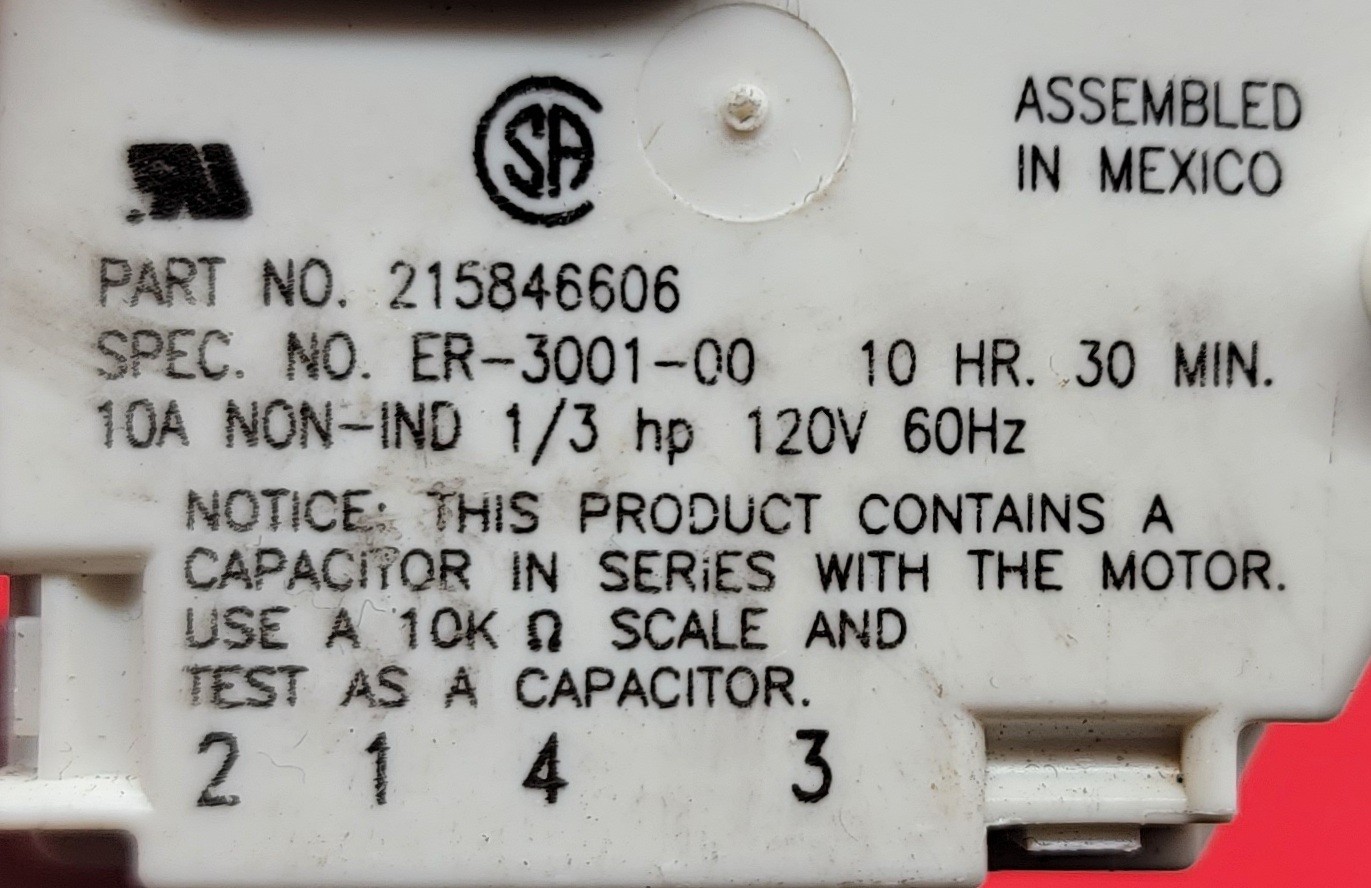 ASSEMBLED
IN MEXICO
PART NO. 215846606
SPEC. NO. ER-3001-00 10 HR. 30 MIN.
10A NON-IND 1/3 hp 120V 60Hz
NOTICE: THIS PRODUCT CONTAINS A
CAPACITOR IN SERIES WITH THE MOTOR.
USE A 10K Ω SCALE AND
TEST AS A CAPACITOR.
2 1 4 3